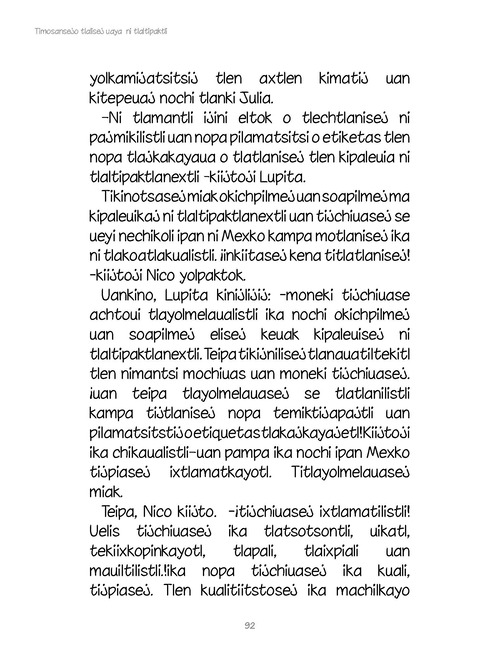 Timosansejo tlalisej uaya ni tlaltipaktli
yolkamijatsitsij tlen axtlen kimatij uan
kitepeuaj nochi tlanki Julia.
–Ni tlamantli ijini eltok o tlechtlanisej ni
pajmikilistli uan nopa pilamatsitsi o etiketas tlen
nopa tlajkakayaua o tlatlanisej tlen kipaleuia ni
tlaltipaktlanextli -kiijtoji Lupita.
Tikinotsasej miak okichpilmej uan soapilmej ma
kipaleuikaj ni tlaltipaktlanextli uan tijchiuasej se
ueyi nechikoli ipan ni Mexko kampa motlanisej ika
ni tlakoatlakualistli. ¡inkiitasej kena titlatlanisej!
-kiijtoji Nico yolpaktok.
Uankino, Lupita kinijlijij: -moneki tijchiuase
achtoui tlayolmelaualistli ika nochi okichpilmej
uan soapilmej elisej keuak kipaleuisej ni
tlaltipaktlanextli. Teipa tikijnilisej tlanauatil tekitl
tlen nimantsi mochiuas uan moneki tijchiuasej.
¡uan teipa tlayolmelauasej se tlatlanilistli
kampa tijtlanisej nopa temiktijapajtli uan
pilamatsitstij o etiquetas tlakajkayajetl!Kiijtoji
ika chikaualistli-uan pampa ika nochi ipan Mexko
tijpiasej ixtlamatkayotl. Titlayolmelauasej
miak.
Teipa, Nico kiijto. -¡tijchiuasej ixtlamatilistli!
Uelis tijchiuasej ika tlatsotsontli, uikatl,
tekiixkopinkayotl, tlapali, tlaixpiali uan
mauiltilistli.!ika nopa tijchiuasej ika kuali,
tijpiasej. Tlen kualitiitstosej ika machilkayo
92